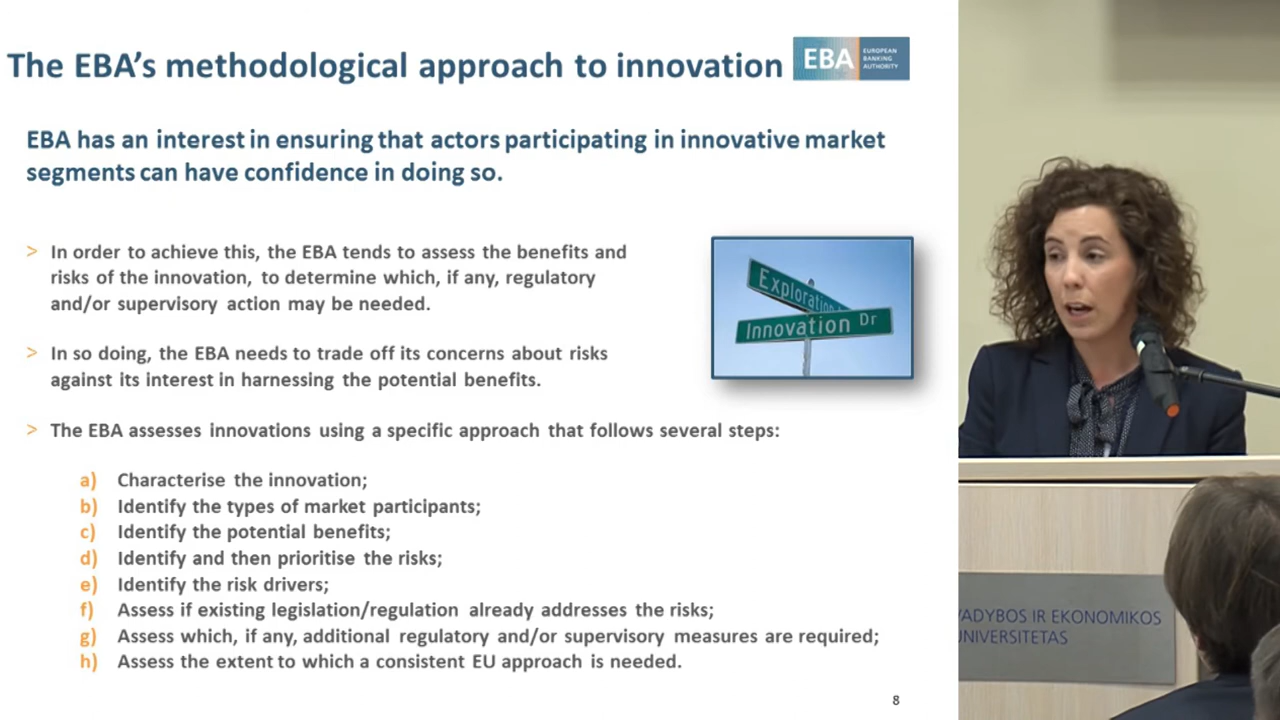 The EBA's methodological approach to innovation
EBA
EUROPEAN
BANKING
AUTHORITY
EBA has an interest in ensuring that actors participating in innovative market
segments can have confidence in doing so.
> In order to achieve this, the EBA tends to assess the benefits and
risks of the innovation, to determine which, if any, regulatory
and/or supervisory action may be needed.
> In so doing, the EBA needs to trade off its concerns about risks
against its interest in harnessing the potential benefits.
Exploration
Innovation Dr
> The EBA assesses innovations using a specific approach that follows several steps:
a) Characterise the innovation;
b) Identify the types of market participants;
c) Identify the potential benefits;
d) Identify and then prioritise the risks;
e) Identify the risk drivers;
f) Assess if existing legislation/regulation already addresses the risks;
g) Assess which, if any, additional regulatory and/or supervisory measures are required;
h) Assess the extent to which a consistent EU approach is needed.
8
VADYBOS IR EKONOMIKOS
UNIVERSITETAS